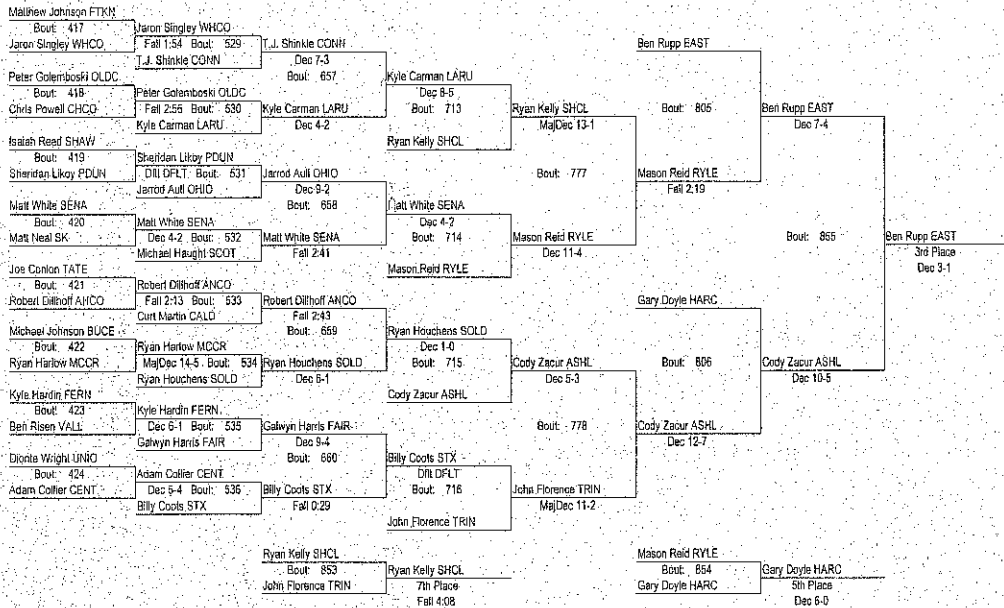 Matthew Johnson FTKN
Bout: 417
Jaron Singley WHCO
Jaron Singley WHCO
Fall 1:54 Bout: 529
T.J. Shinkle CONN
T.J. Shinkle CONN
Dec 7-3
Bout: 657
Peter Golemboski OLDC
Bout: 418
Chris Powell CHCO
Peter Golemboski OLDC
Fall 2:55 Bout: 530
Kyle Carman LARU
Kyle Carman LARU
Dec 4-2
Kyle Carman LARU
Dec 8-5
Bout: 713
Ryan Kelly SHCL
Ryan Kelly SHCL
MajDec 13-1
Isaiah Reed SHAW
Bout: 419
Sheridan Likoy PDUN
Sheridan Likoy PDUN
Dflt DFLT Bout: 531
Jarrod Aull OHIO
Jarrod Aull OHIO
Dec 9-2
Bout: 658
Matt White SENA
Bout: 420
Matt Neal SK
Matt White SENA
Dec 4-2 Bout: 532
Michael Haught SCOT
Matt White SENA
Fall 2:41
Matt White SENA
Dec 4-2
Bout: 714
Mason Reid RYLE
Mason Reid RYLE
Dec 11-4
Bout: 777
Ben Rupp EAST
Bout: 805
Mason Reid RYLE
Fall 2:19
Ben Rupp EAST
Dec 7-4
Joe Conlon TATE
Bout: 421
Robert Dillhoff ANCO
Robert Dillhoff ANCO
Fall 2:13 Bout: 533
Curt Martin CALD
Robert Dillhoff ANCO
Fall 2:43
Bout: 659
Michael Johnson BUCE
Bout: 422
Ryan Harlow MCCR
Ryan Harlow MCCR
MajDec 14-5 Bout: 534
Ryan Houchens SOLD
Ryan Houchens SOLD
Dec 6-1
Ryan Houchens SOLD
Dec 1-0
Bout: 715
Cody Zacur ASHL
Cody Zacur ASHL
Dec 5-3
Kyle Hardin FERN
Bout: 423
Ben Risen VALL
Kyle Hardin FERN
Dec 6-1 Bout: 535
Galwyn Harris FAIR
Galwyn Harris FAIR
Dec 9-4
Bout: 660
Dionte Wright UNIO
Bout: 424
Adam Collier CENT
Adam Collier CENT
Dec 5-4 Bout: 536
Billy Coots STX
Billy Coots STX
Fall 0:29
Billy Coots STX
Dflt DFLT
Bout: 716
John Florence TRIN
John Florence TRIN
MajDec 11-2
Bout: 778
Gary Doyle HARC
Bout: 806
Cody Zacur ASHL
Dec 12-7
Cody Zacur ASHL
Dec 10-5
Bout: 855
Ben Rupp EAST
3rd Place
Dec 3-1
Ryan Kelly SHCL
Bout: 853
John Florence TRIN
Ryan Kelly SHCL
7th Place
Fall 4:08
Mason Reid RYLE
Bout: 854
Gary Doyle HARC
Gary Doyle HARC
5th Place
Dec 6-0